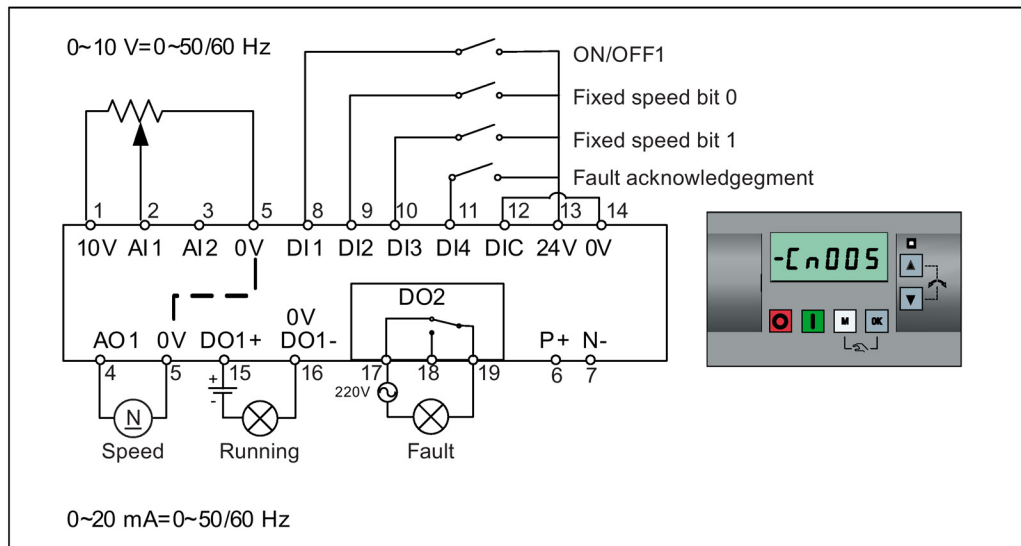 0~10 V=0~50/60 Hz
ON/OFF1
Fixed speed bit 0
Fixed speed bit 1
Fault acknowledgegment
1 2 3 5 8 9 10 11 12 13 14
10V AI1 AI2 0V DI1 DI2 DI3 DI4 DIC 24V 0V
-Cn005
DO2
0V
AO1 0V DO1+ DO1- P+ N-
M OK
4 5 15 16 17 18 19 6 7
+
-
220V
N
Speed Running Fault
0~20 mA=0~50/60 Hz